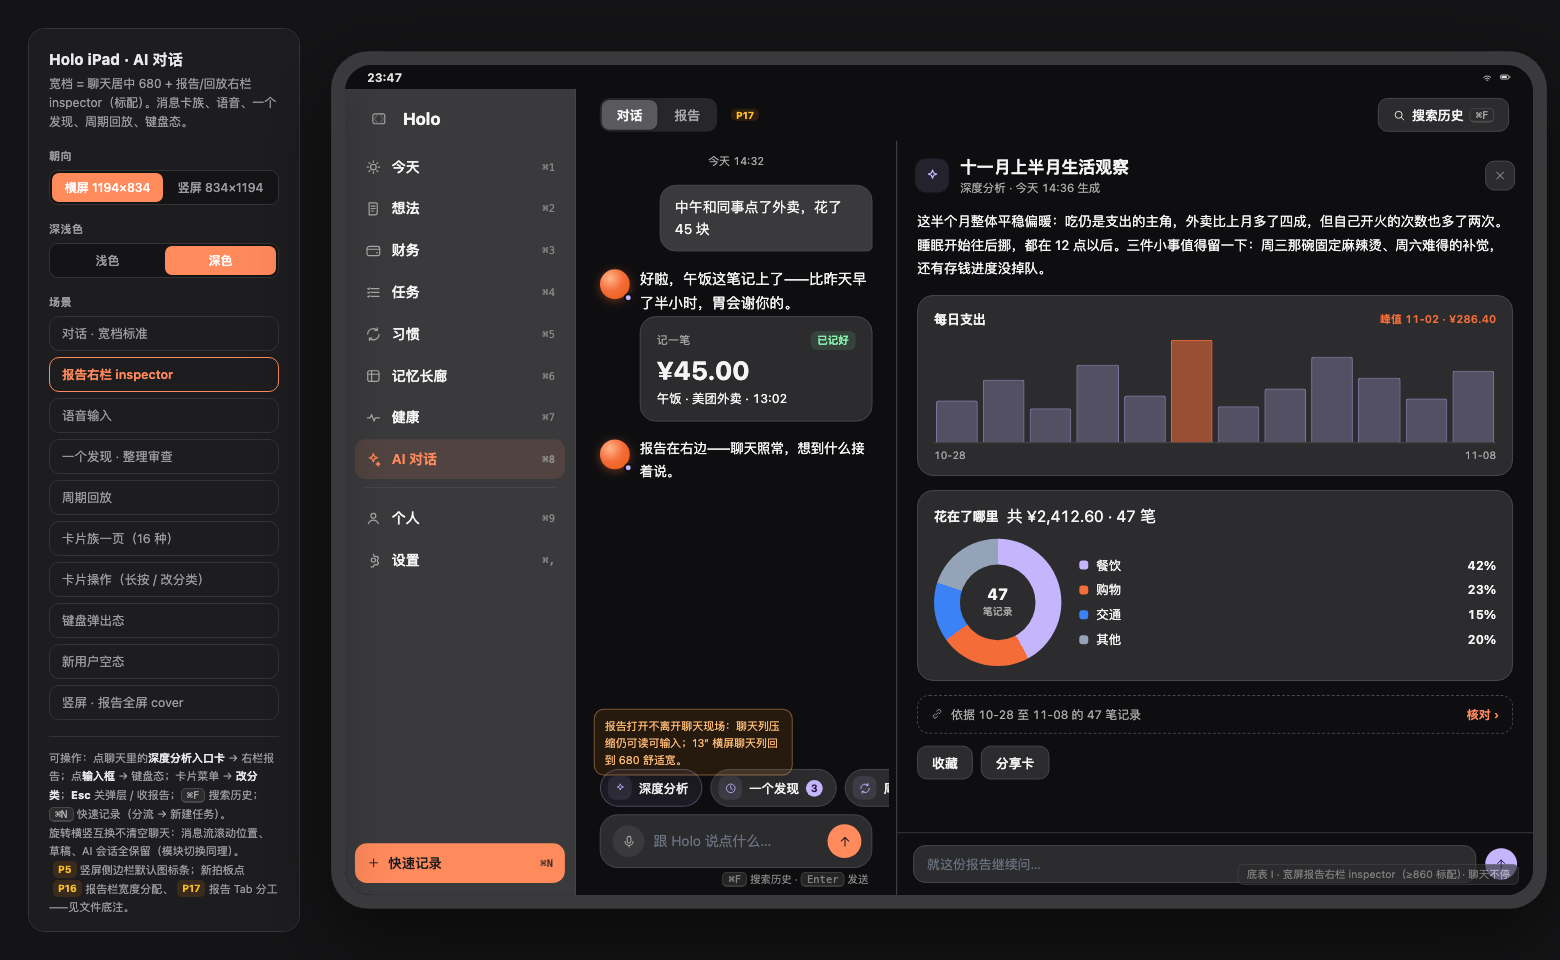 Holo iPad · AI 对话
宽档 = 聊天居中 680 + 报告/回放右栏
inspector（标配）。消息卡族、语音、一个
发现、周期回放、键盘态。
朝向
横屏 1194×834
竖屏 834×1194
深浅色
浅色
深色
场景
对话 · 宽档标准
报告右栏 inspector
语音输入
一个发现 · 整理审查
周期回放
卡片族一页（16 种）
卡片操作（长按 / 改分类）
键盘弹出态
新用户空态
竖屏 · 报告全屏 cover
可操作：点聊天里的深度分析入口卡 → 右栏报
告；点输入框 → 键盘态；卡片菜单 → 改分
类；Esc 关弹层 / 收报告；⌘F 搜索历史；
⌘N 快速记录（分流 → 新建任务）。
旋转横竖互换不清空聊天：消息流滚动位置、
草稿、AI 会话全保留（模块切换同理）。
P5 竖屏侧边栏默认图标条；新拍板点
P16 报告栏宽度分配、P17 报告 Tab 分工
——见文件底注。
23:47
Holo
今天 ⌘1
想法 ⌘2
财务 ⌘3
任务 ⌘4
习惯 ⌘5
记忆长廊 ⌘6
健康 ⌘7
AI 对话 ⌘8
个人 ⌘9
设置 ⌘,
+ 快速记录 ⌘N
对话
报告
P17
搜索历史 ⌘F
今天 14:32
中午和同事点了外卖，花了
45 块
好啦，午饭这笔记上了——比昨天早
了半小时，胃会谢你的。
记一笔
已记好
¥45.00
午饭 · 美团外卖 · 13:02
报告在右边——聊天照常，想到什么接
着说。
报告打开不离开聊天现场：聊天列压
缩仍可读可输入；13″ 横屏聊天列回
到 680 舒适宽。
深度分析
一个发现 3
跟 Holo 说点什么…
⌘F 搜索历史 · Enter 发送
十一月上半月生活观察
深度分析 · 今天 14:36 生成
这半个月整体平稳偏暖：吃仍是支出的主角，外卖比上月多了四成，但自己开火的次数也多了两次。
睡眠开始往后挪，都在 12 点以后。三件小事值得留一下：周三那碗固定麻辣烫、周六难得的补觉，
还有存钱进度没掉队。
每日支出
峰值 11-02 · ¥286.40
10-28
11-08
花在了哪里 共 ¥2,412.60 · 47 笔
47
笔记录
餐饮 42%
购物 23%
交通 15%
其他 20%
依据 10-28 至 11-08 的 47 笔记录
核对 ›
收藏
分享卡
就这份报告继续问…
底表 I · 宽屏报告右栏 inspector（≥860 标配）· 聊天不停